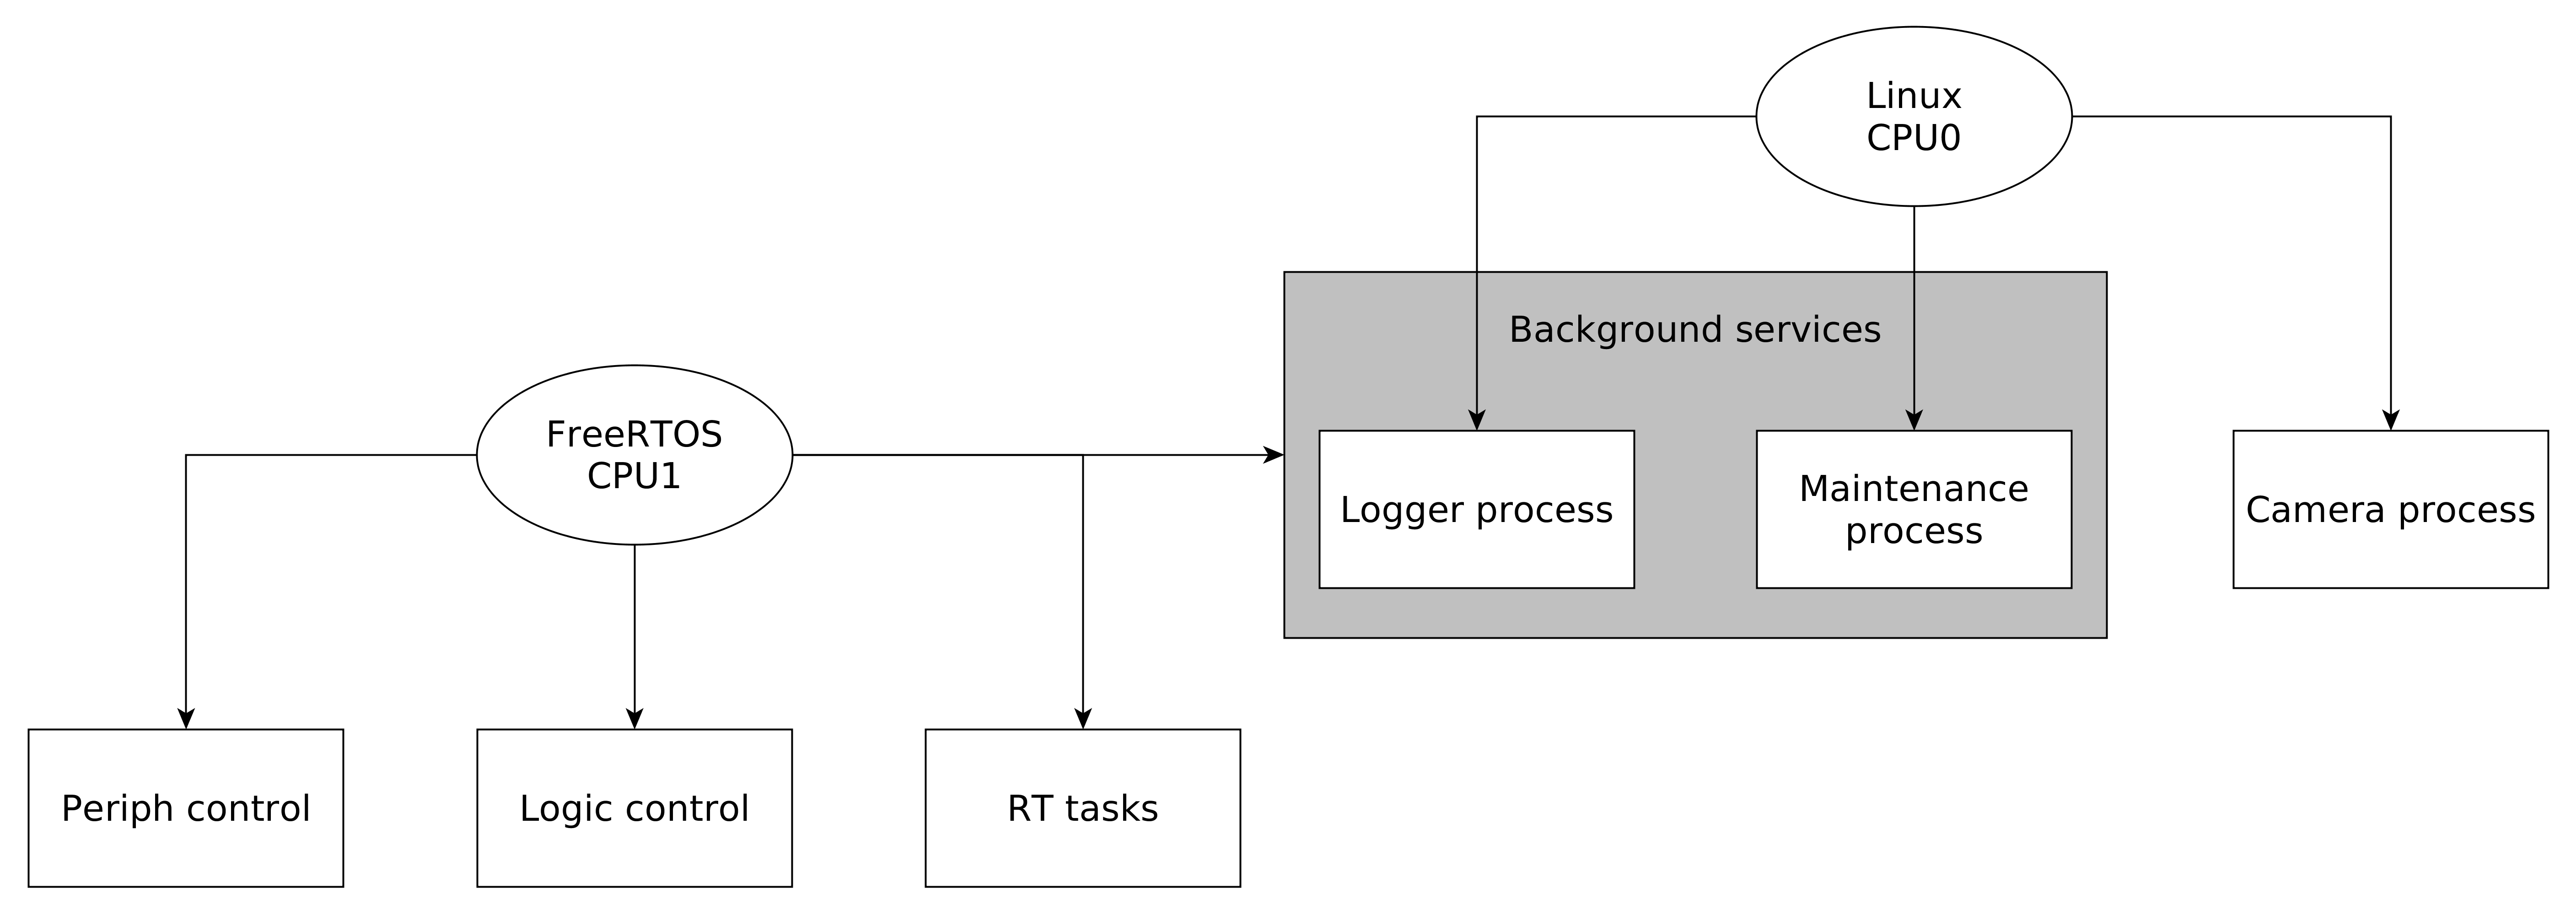 Linux
CPU0
Background services
FreeRTOS
CPU1
Logger process
Maintenance
process
Camera process
Periph control
Logic control
RT tasks